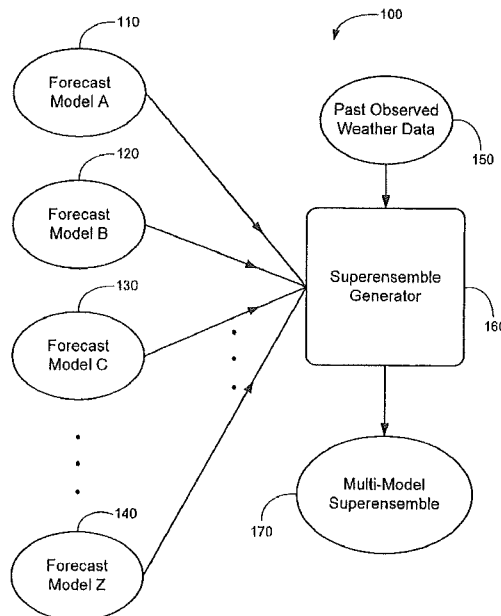 100
110
Forecast
Model A
120
Forecast
Model B
130
Forecast
Model C
140
Forecast
Model Z
Past Observed
Weather Data
150
Superensemble
Generator
160
Multi-Model
Superensemble
170